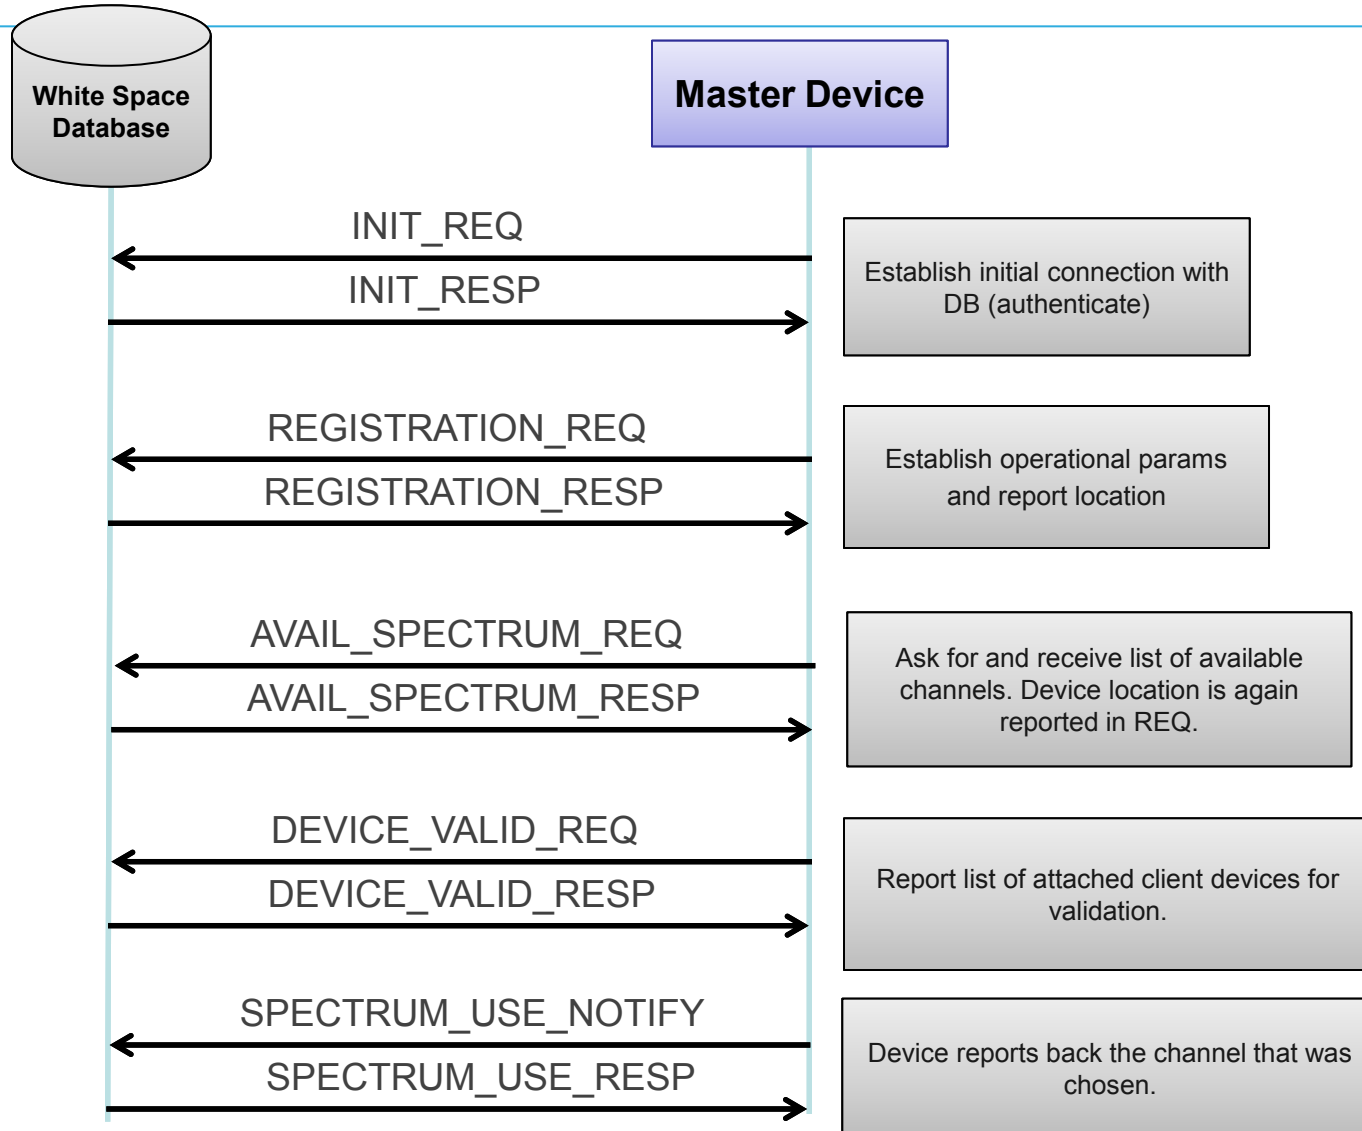 White Space
Database
Master Device
INIT_REQ
INIT_RESP
Establish initial connection with
DB (authenticate)
REGISTRATION_REQ
REGISTRATION_RESP
Establish operational params
and report location
AVAIL_SPECTRUM_REQ
AVAIL_SPECTRUM_RESP
Ask for and receive list of available
channels. Device location is again
reported in REQ.
DEVICE_VALID_REQ
DEVICE_VALID_RESP
Report list of attached client devices for
validation.
SPECTRUM_USE_NOTIFY
SPECTRUM_USE_RESP
Device reports back the channel that was
chosen.